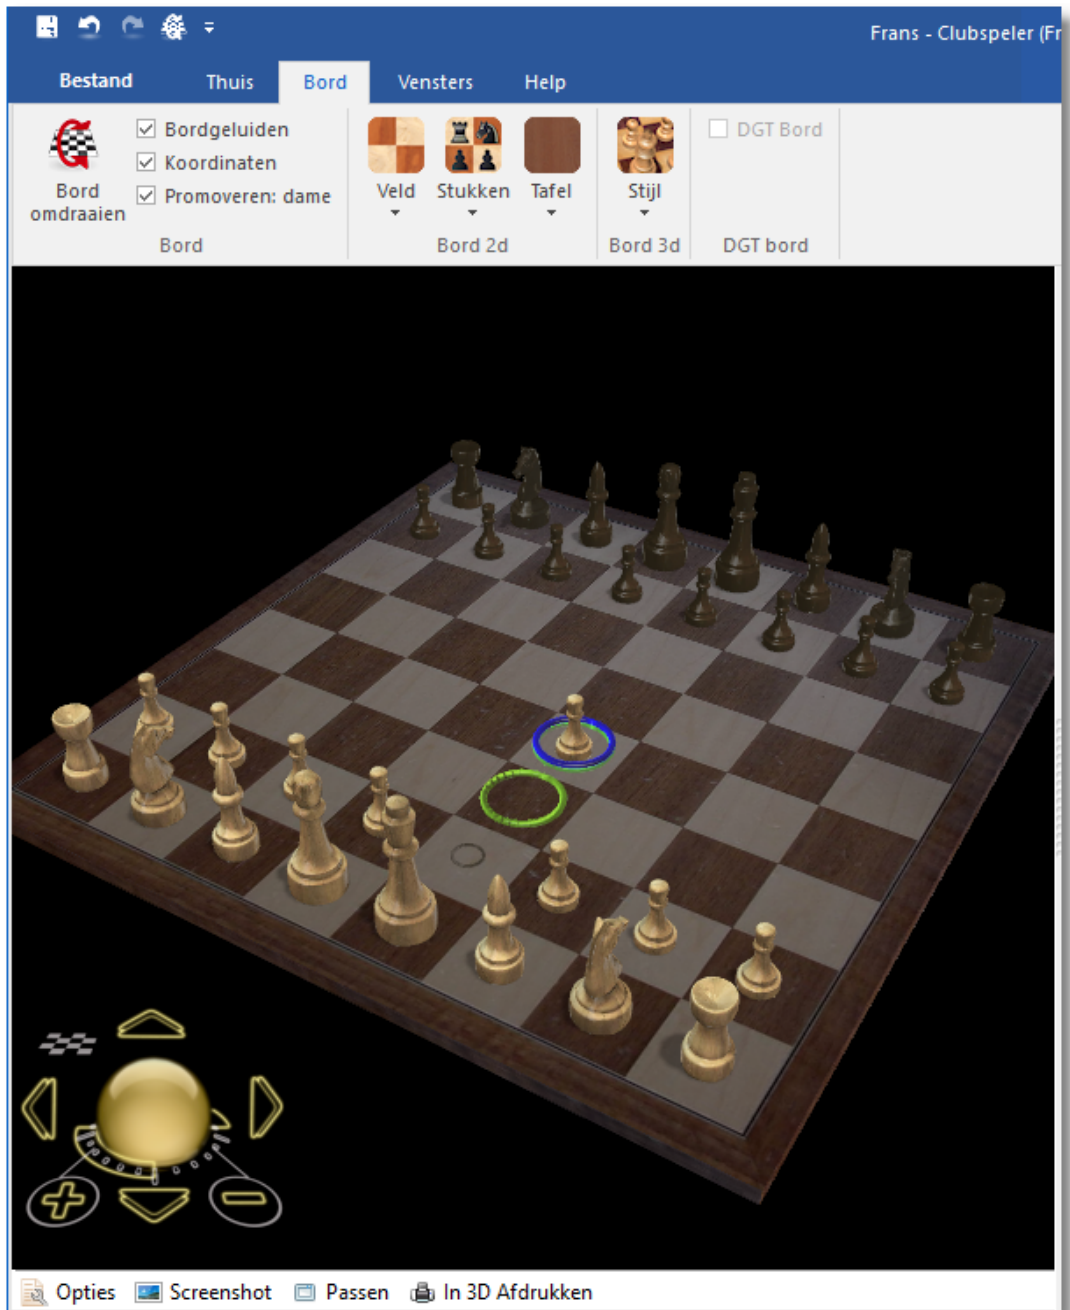 Frans - Clubspeler (Fr
Bestand Thuis Bord Vensters Help
Bordgeluiden
Koordinaten
Promoveren: dame
Bord omdraaien
Veld Stukken Tafel Stijl
DGT Bord
Bord Bord 2d Bord 3d DGT bord
Opties Screenshot Passen In 3D Afdrukken